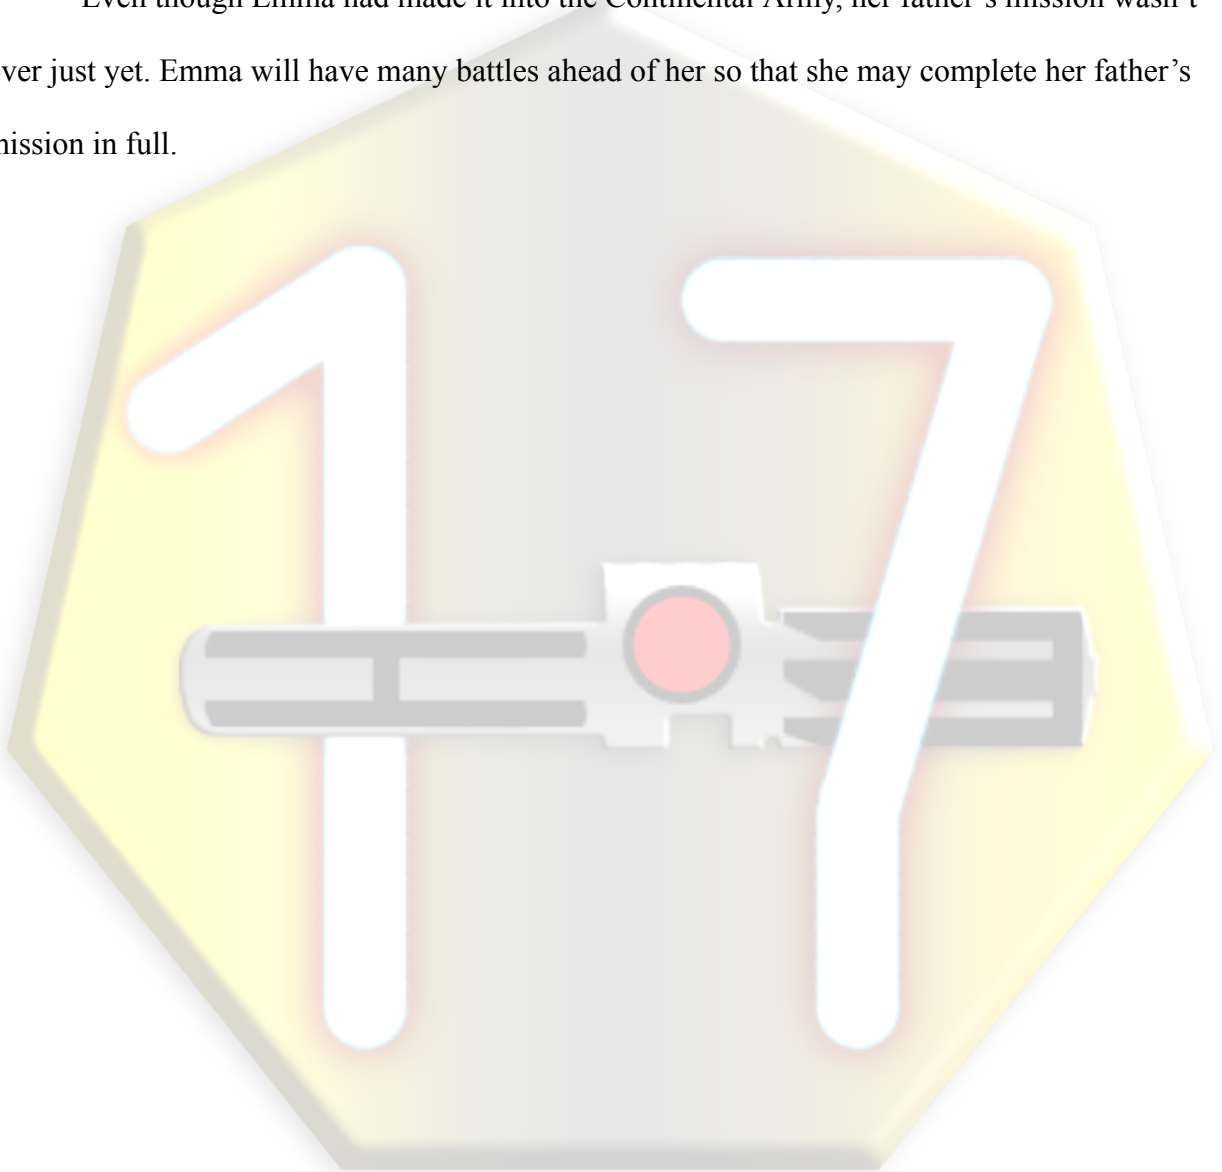 Even though Emma had made it into the Continental Army, her father's mission wasn't
ver just yet. Emma will have many battles ahead of her so that she may complete her father's
mission in full.
17